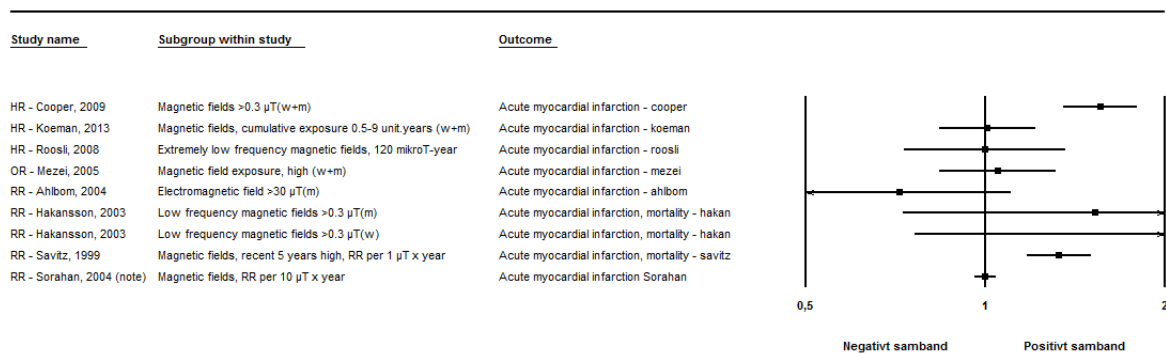 Study name Subgroup within study Outcome
HR - Cooper, 2009 Magnetic fields >0.3 µT(w+m) Acute myocardial infarction - cooper
HR - Koeman, 2013 Magnetic fields, cumulative exposure 0.5-9 unit.years (w+m) Acute myocardial infarction - koeman
HR - Roosli, 2008 Extremely low frequency magnetic fields, 120 mikroT-year Acute myocardial infarction - roosli
OR - Mezei, 2005 Magnetic field exposure, high (w+m) Acute myocardial infarction - mezei
RR - Ahlbom, 2004 Electromagnetic field >30 µT(m) Acute myocardial infarction - ahlbom
RR - Hakansson, 2003 Low frequency magnetic fields >0.3 µT(m) Acute myocardial infarction, mortality - hakan
RR - Hakansson, 2003 Low frequency magnetic fields >0.3 µT(w) Acute myocardial infarction, mortality - hakan
RR - Savitz, 1999 Magnetic fields, recent 5 years high, RR per 1 µT x year Acute myocardial infarction, mortality - savitz
RR - Sorahan, 2004 (note) Magnetic fields, RR per 10 µT x year Acute myocardial infarction Sorahan
0,5 1 2
Negativt samband Positivt samband